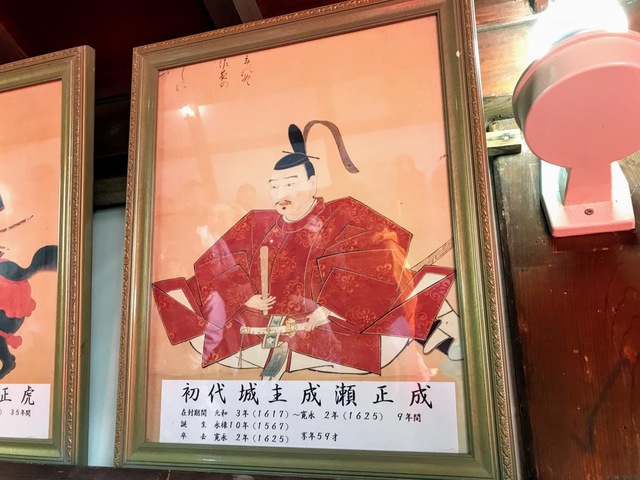 初代城主成瀬正成
在封期間 元和 3年(1617)～寛永 2年(1625) 9年間
誕 生 永禄10年(1567)
卒 去 寛永 2年(1625) 享年59才
正虎
) 35年間